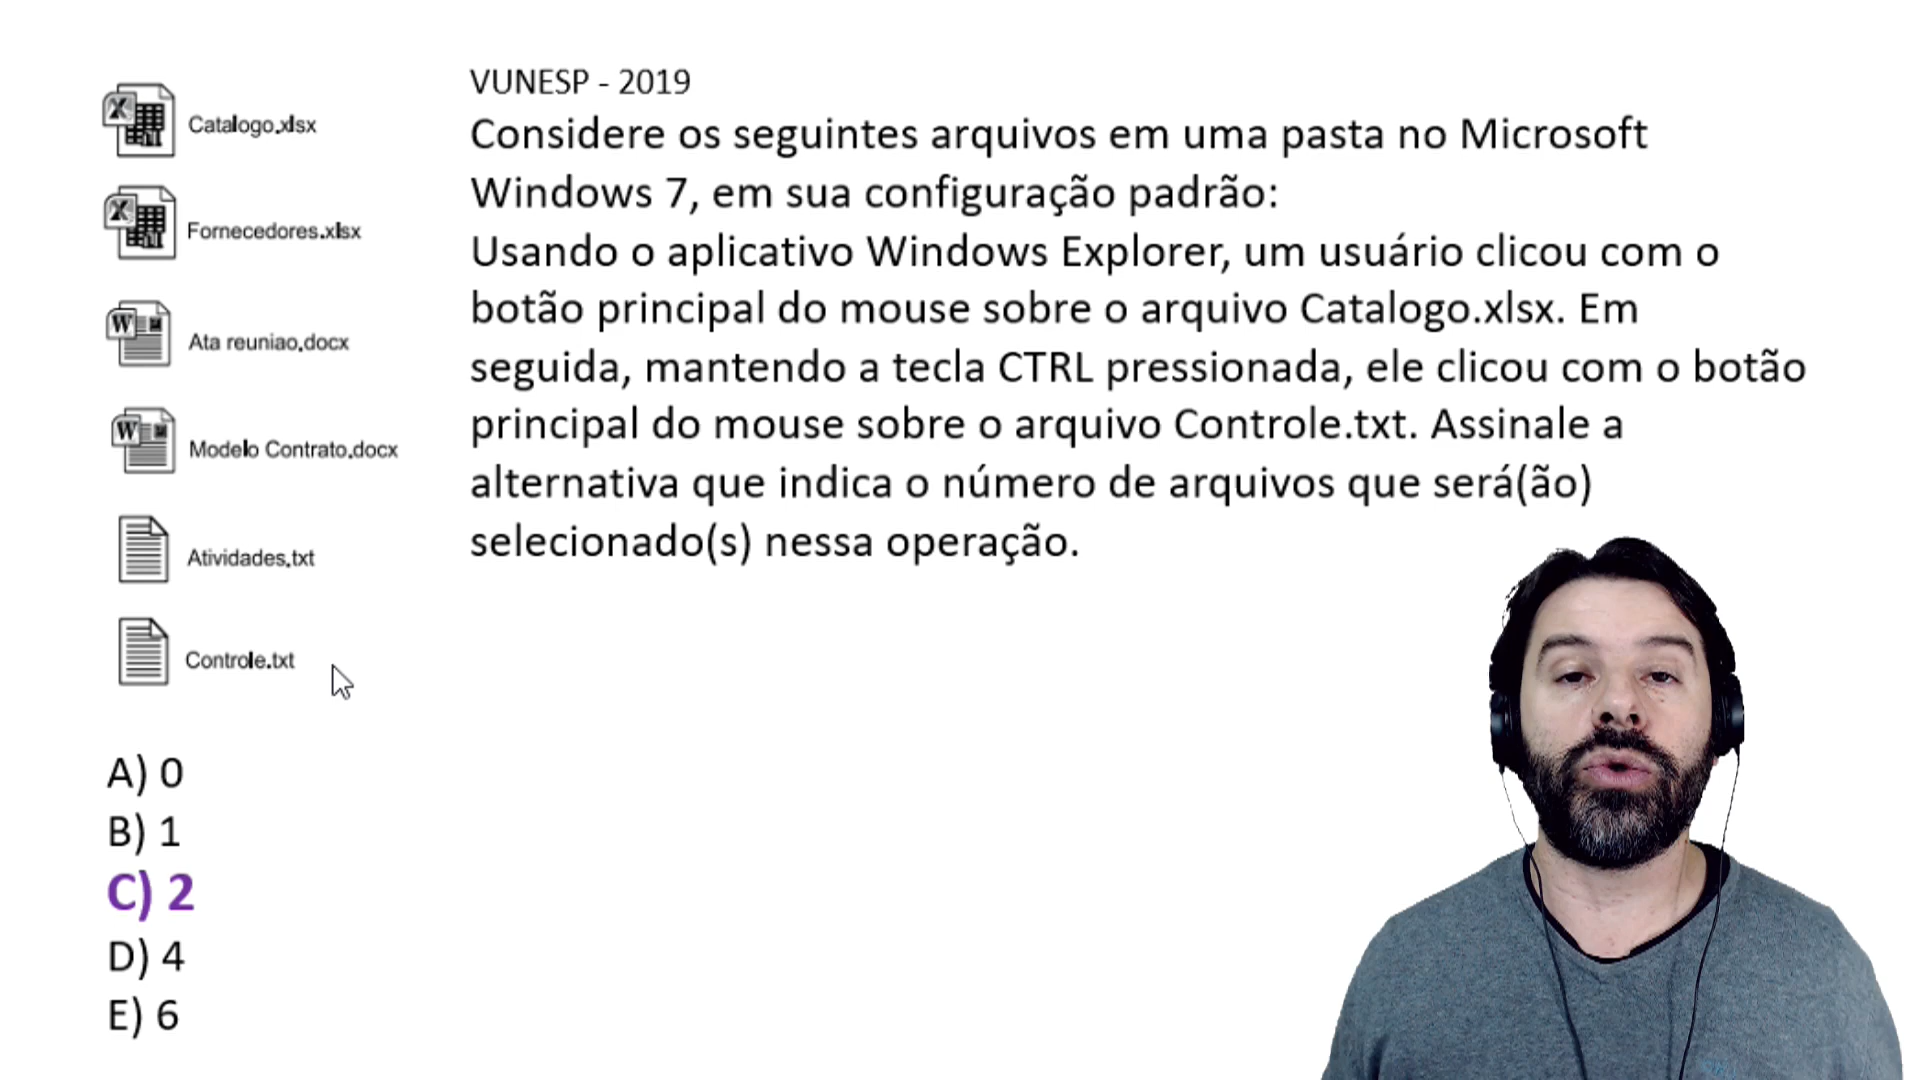 VUNESP - 2019
Considere os seguintes arquivos em uma pasta no Microsoft
Windows 7, em sua configuração padrão:
Usando o aplicativo Windows Explorer, um usuário clicou com o
botão principal do mouse sobre o arquivo Catalogo.xlsx. Em
seguida, mantendo a tecla CTRL pressionada, ele clicou com o botão
principal do mouse sobre o arquivo Controle.txt. Assinale a
alternativa que indica o número de arquivos que será(ão)
selecionado(s) nessa operação.
Catalogo.xlsx
Fornecedores.xlsx
Ata reuniao.docx
Modelo Contrato.docx
Atividades.txt
Controle.txt
A) 0
B) 1
C) 2
D) 4
E) 6